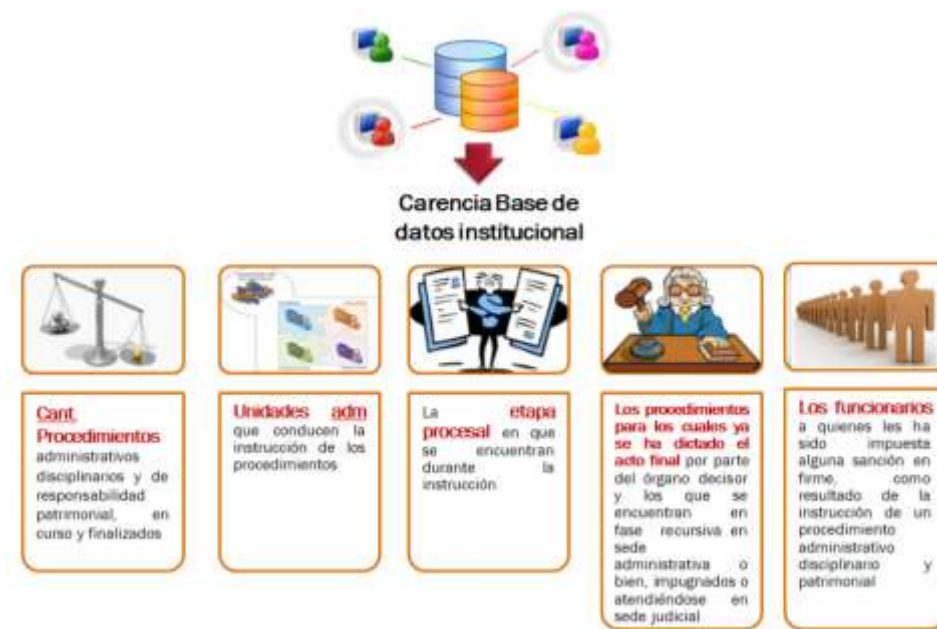 Carencia Base de
datos institucional
Cant.
Procedimientos
administrativos
disciplinarios y de
responsabilidad
patrimonial, en
curso y finalizados
Unidades adm
que conducen la
instrucción de los
procedimientos
La etapa
procesal en que
se encuentran
durante la
instrucción
Los procedimientos
para los cuales ya
se ha dictado el
acto final por parte
del órgano decisor
y los que se
encuentran en
fase recursiva en
sede
administrativa o
bien, impugnados o
atendiéndose en
sede judicial
Los funcionarios
a quienes les ha
sido impuesta
alguna sanción en
firme, como
resultado de la
instrucción de un
procedimiento
administrativo
disciplinario y
patrimonial